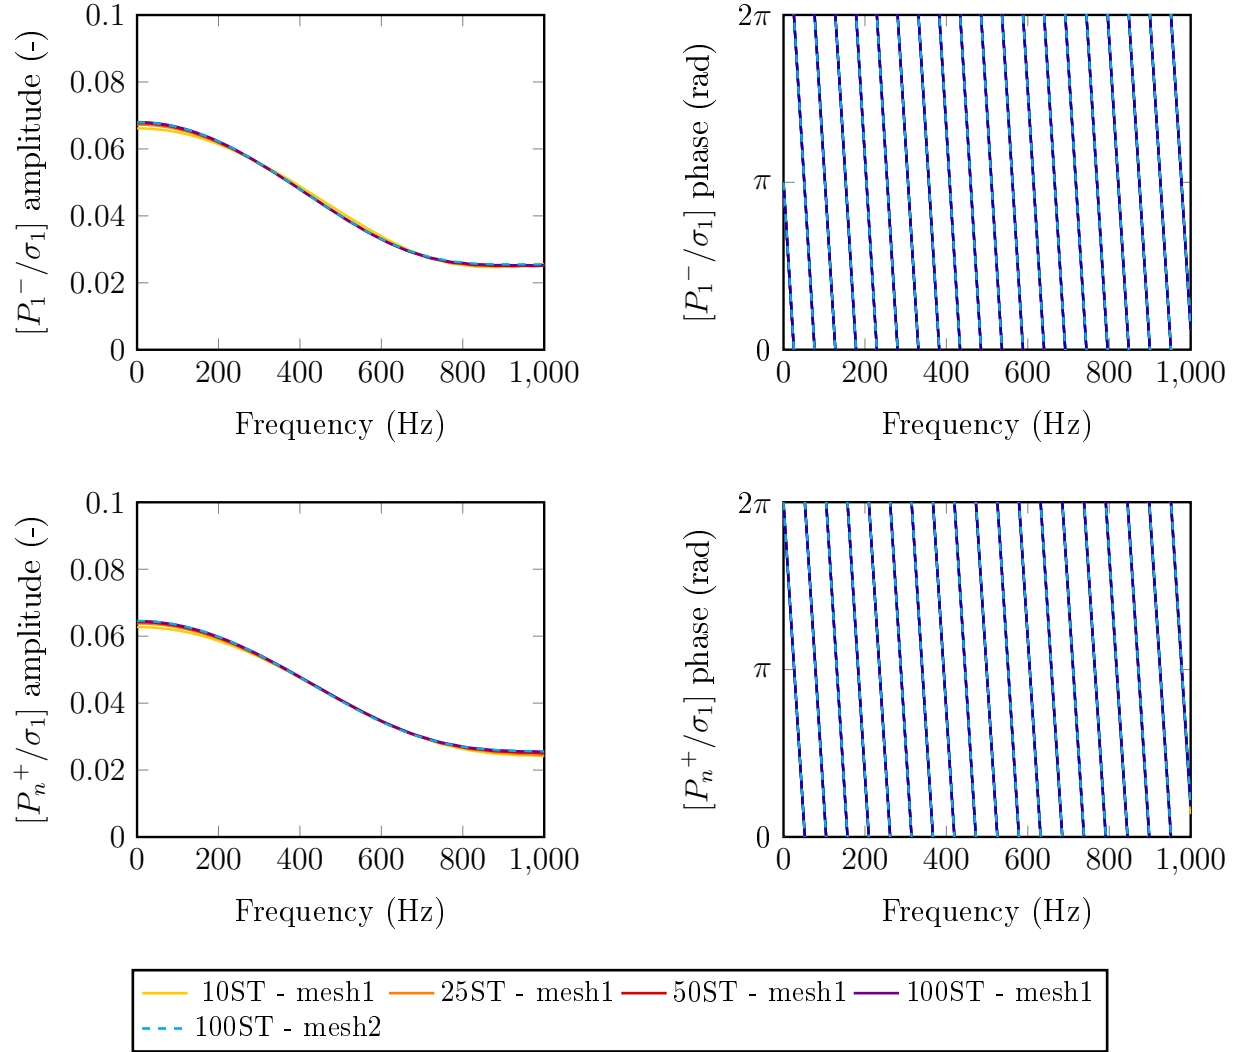 0.1
0.08
0.06
0.04
0.02
0
[P₁⁻/σ₁] amplitude (-)
0 200 400 600 800 1,000
Frequency (Hz)
2π
π
0
[P₁⁻/σ₁] phase (rad)
0 200 400 600 800 1,000
Frequency (Hz)
0.1
0.08
0.06
0.04
0.02
0
[Pₙ⁺/σ₁] amplitude (-)
0 200 400 600 800 1,000
Frequency (Hz)
2π
π
0
[Pₙ⁺/σ₁] phase (rad)
0 200 400 600 800 1,000
Frequency (Hz)
10ST - mesh1 25ST - mesh1 50ST - mesh1 100ST - mesh1
100ST - mesh2